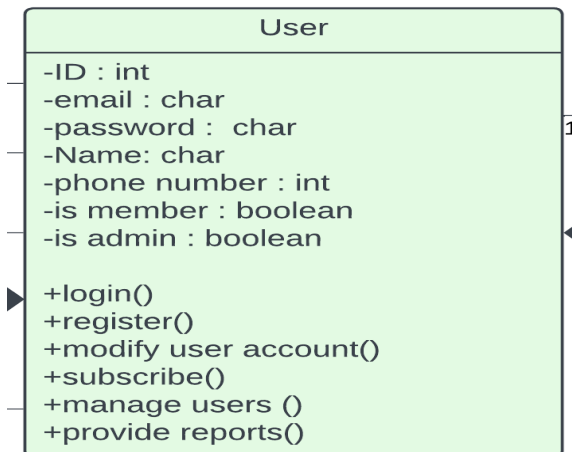 User
-ID : int
-email : char
-password :  char
1
-Name: char
-phone number : int
-is member : boolean
-is admin : boolean
+login()
+register()
+modify user account()
+subscribe()
+manage users ()
+provide reports()